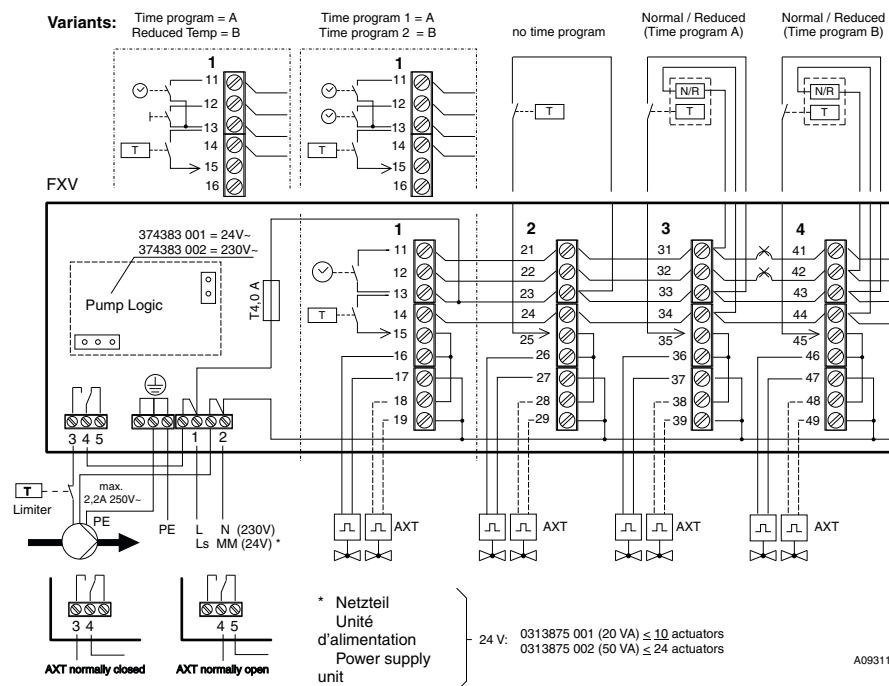 Variants:
Time program = A
Reduced Temp = B
Time program 1 = A
Time program 2 = B
no time program
Normal / Reduced
(Time program A)
Normal / Reduced
(Time program B)
1
11
12
13
14
15
16
T
1
11
12
13
14
15
16
T
T
N/R
T
N/R
T
FXV
374383 001 = 24V~
374383 002 = 230V~
Pump Logic
T4,0 A
1
11
12
13
14
15
16
17
18
19
T
2
21
22
23
24
25
26
27
28
29
3
31
32
33
34
35
36
37
38
39
4
41
42
43
44
45
46
47
48
49
3 4 5
1 2
T
Limiter
max.
2,2A 250V~
PE
PE
L N (230V)
Ls MM (24V) *
AXT
AXT
AXT
AXT
3 4
AXT normally closed
4 5
AXT normally open
* Netzteil
Unité
d'alimentation
Power supply
unit
24 V:
0313875 001 (20 VA) ≤ 10 actuators
0313875 002 (50 VA) ≤ 24 actuators
A09311